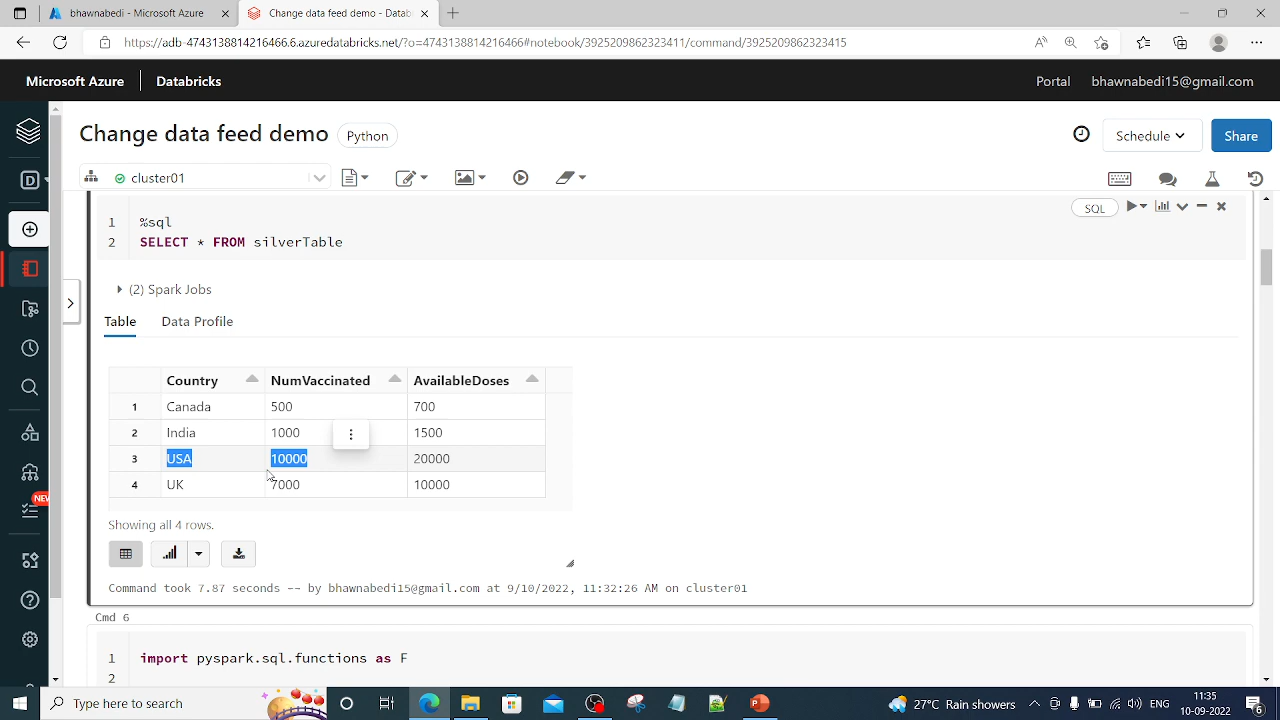 bhawnabedi - Microsoft Azure
Change data feed demo - Datab
https://adb-4743138814216466.6.azuredatabricks.net/?o=4743138814216466#notebook/3925209862323411/command/3925209862323415
Microsoft Azure
Databricks
Portal
bhawnabedi15@gmail.com
Change data feed demo
Python
Schedule
Share
D
cluster01
1 %sql
2 SELECT * FROM silverTable
SQL
(2) Spark Jobs
Table
Data Profile
Country NumVaccinated AvailableDoses
1 Canada 500 700
2 India 1000 1500
3 USA 10000 20000
4 UK 7000 10000
NEW
Showing all 4 rows.
Command took 7.87 seconds -- by bhawnabedi15@gmail.com at 9/10/2022, 11:32:26 AM on cluster01
Cmd 6
1 import pyspark.sql.functions as F
2
Type here to search
27°C Rain showers
ENG
11:35
10-09-2022
6